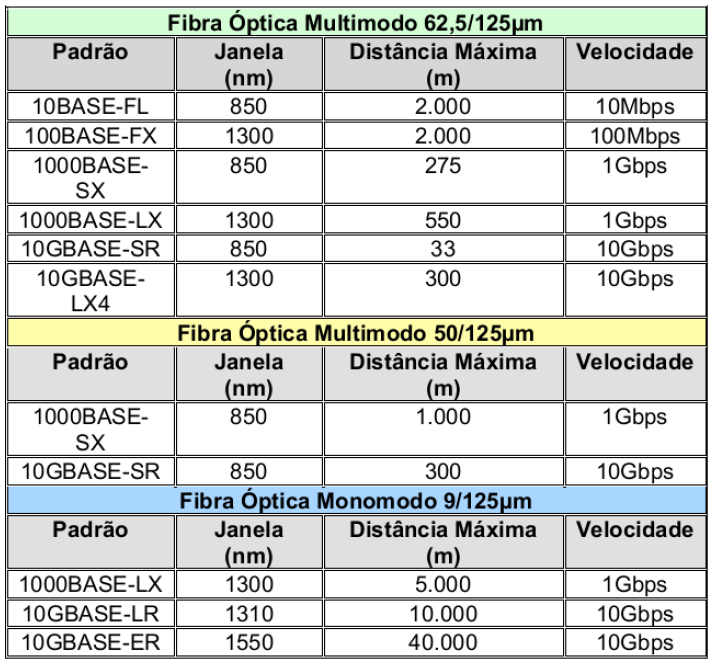 Fibra Óptica Multimodo 62,5/125µm
Padrão Janela (nm) Distância Máxima (m) Velocidade
10BASE-FL 850 2.000 10Mbps
100BASE-FX 1300 2.000 100Mbps
1000BASE-SX 850 275 1Gbps
1000BASE-LX 1300 550 1Gbps
10GBASE-SR 850 33 10Gbps
10GBASE-LX4 1300 300 10Gbps
Fibra Óptica Multimodo 50/125µm
Padrão Janela (nm) Distância Máxima (m) Velocidade
1000BASE-SX 850 1.000 1Gbps
10GBASE-SR 850 300 10Gbps
Fibra Óptica Monomodo 9/125µm
Padrão Janela (nm) Distância Máxima (m) Velocidade
1000BASE-LX 1300 5.000 1Gbps
10GBASE-LR 1310 10.000 10Gbps
10GBASE-ER 1550 40.000 10Gbps